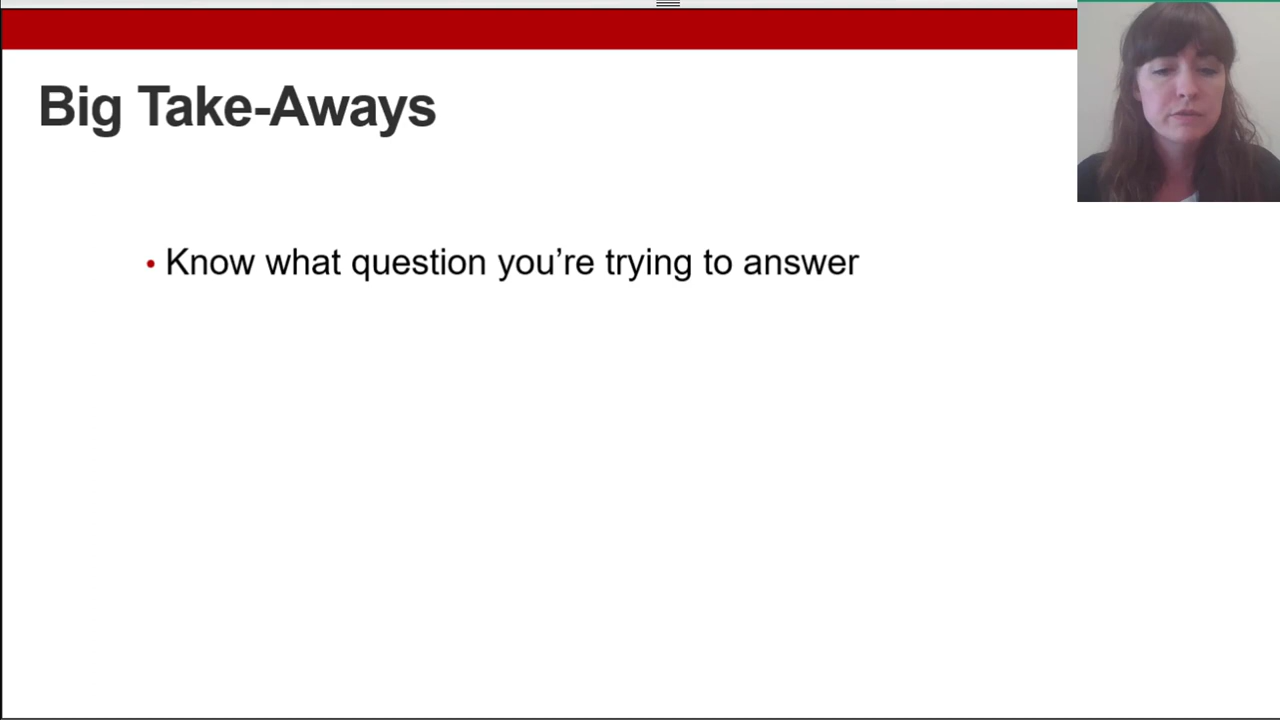 Big Take-Aways
• Know what question you’re trying to answer